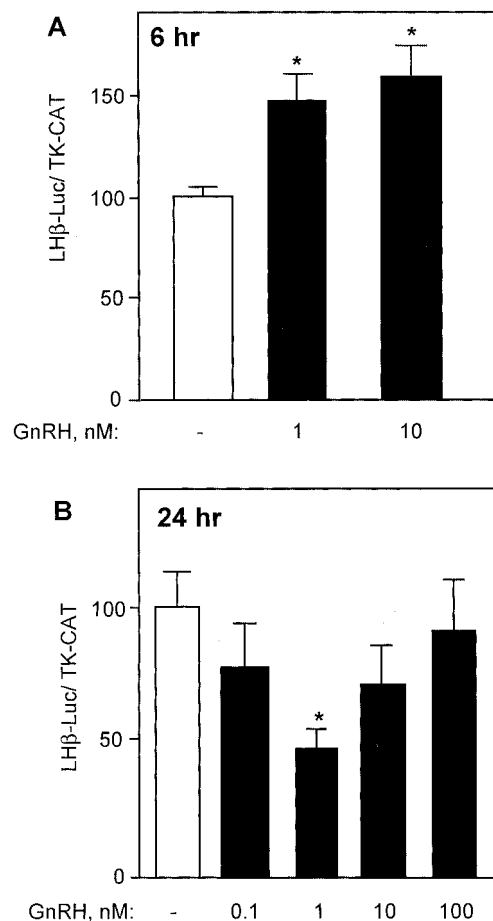 A
6 hr
* *
LHβ-Luc/ TK-CAT
150
100
50
0
GnRH, nM: - 1 10
B
24 hr
*
LHβ-Luc/ TK-CAT
100
50
0
GnRH, nM: - 0.1 1 10 100